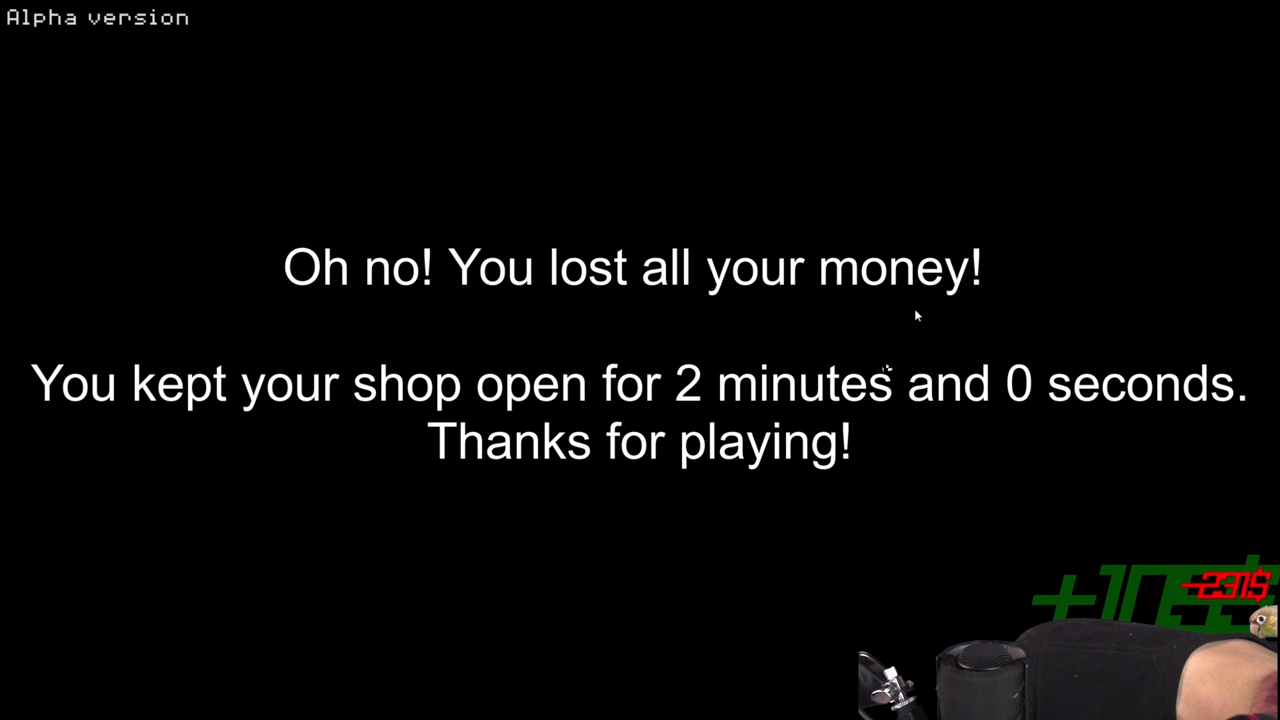 Alpha version
Oh no! You lost all your money!
You kept your shop open for 2 minutes and 0 seconds.
Thanks for playing!
-231$